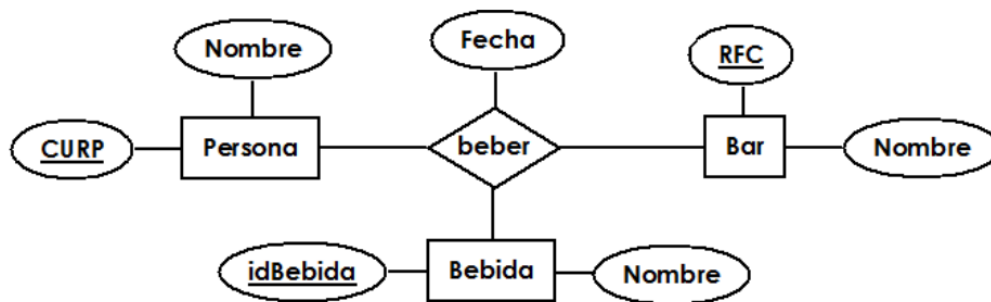 Nombre
Fecha
RFC
CURP
Persona
beber
Bar
Nombre
idBebida
Bebida
Nombre